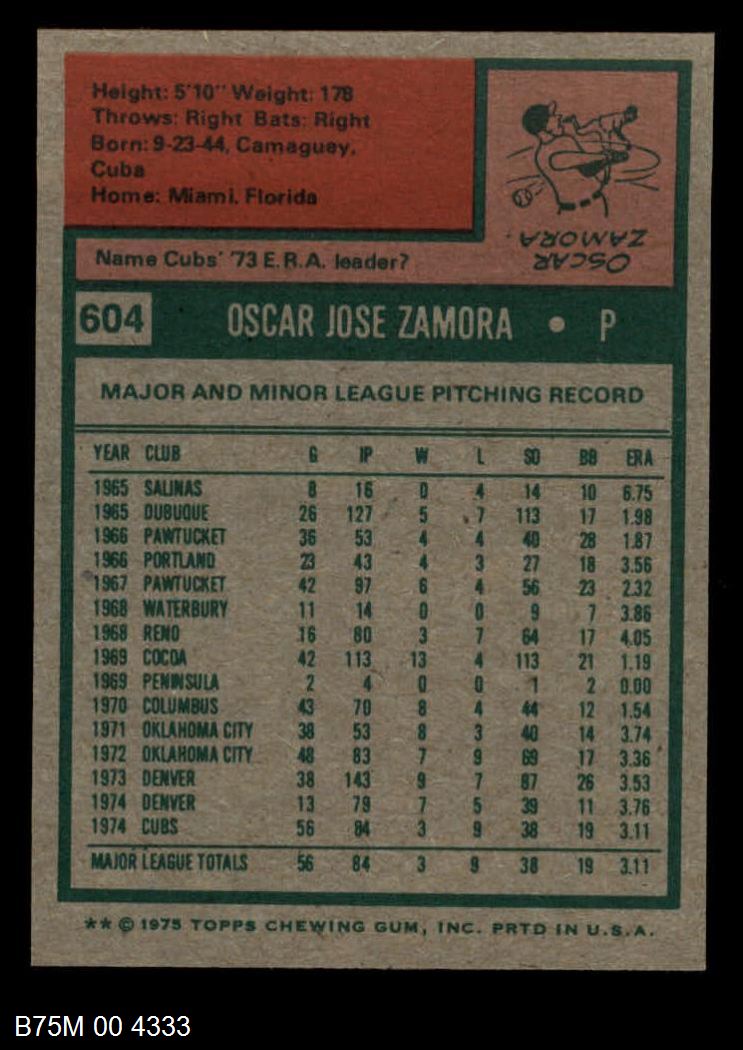 Height: 5'10" Weight: 178
Throws: Right Bats: Right
Born: 9-23-44, Camaguey,
Cuba
Home: Miami, Florida
OSCAR
ZAMORA.
Name Cubs' '73 E.R.A. leader?
604 OSCAR JOSE ZAMORA • P
MAJOR AND MINOR LEAGUE PITCHING RECORD
YEAR CLUB G IP W L SO BB ERA
1965 SALINAS 8 16 0 4 14 10 6.75
1965 DUBUQUE 26 127 5 7 113 17 1.98
1966 PAWTUCKET 36 53 4 4 40 28 1.87
1966 PORTLAND 23 43 4 3 27 18 3.56
1967 PAWTUCKET 42 97 6 4 56 23 2.32
1968 WATERBURY 11 14 0 0 9 7 3.86
1968 RENO 16 80 3 7 64 17 4.05
1969 COCOA 42 113 13 4 113 21 1.19
1969 PENINSULA 2 4 0 0 1 2 0.00
1970 COLUMBUS 43 70 8 4 44 12 1.54
1971 OKLAHOMA CITY 38 53 8 3 40 14 3.74
1972 OKLAHOMA CITY 48 83 7 9 69 17 3.36
1973 DENVER 38 143 9 7 87 26 3.53
1974 DENVER 13 79 7 5 39 11 3.76
1974 CUBS 56 84 3 9 38 19 3.11
MAJOR LEAGUE TOTALS 56 84 3 9 38 19 3.11
** © 1975 TOPPS CHEWING GUM, INC. PRTD IN U.S.A.
B75M 00 4333